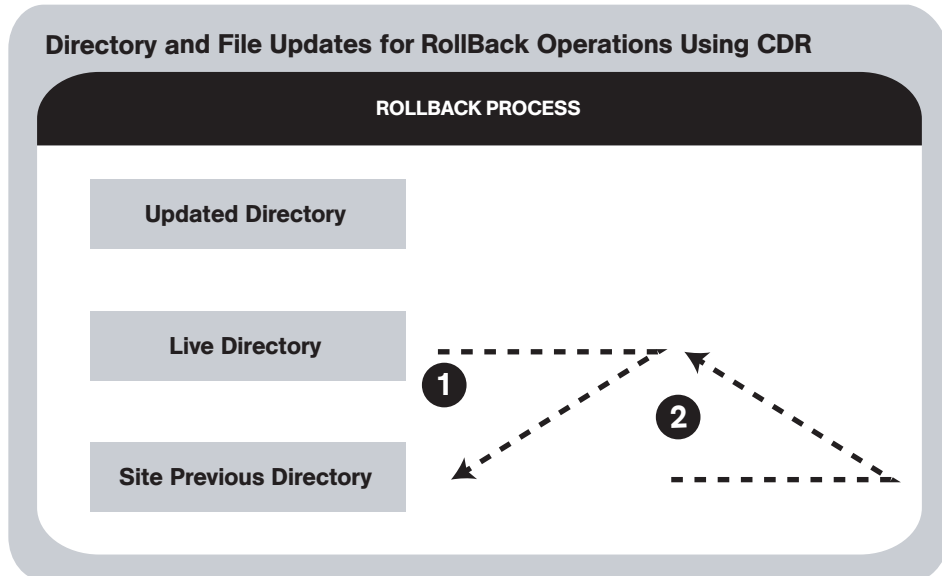 Directory and File Updates for RollBack Operations Using CDR
ROLLBACK PROCESS
Updated Directory
Live Directory
1
2
Site Previous Directory